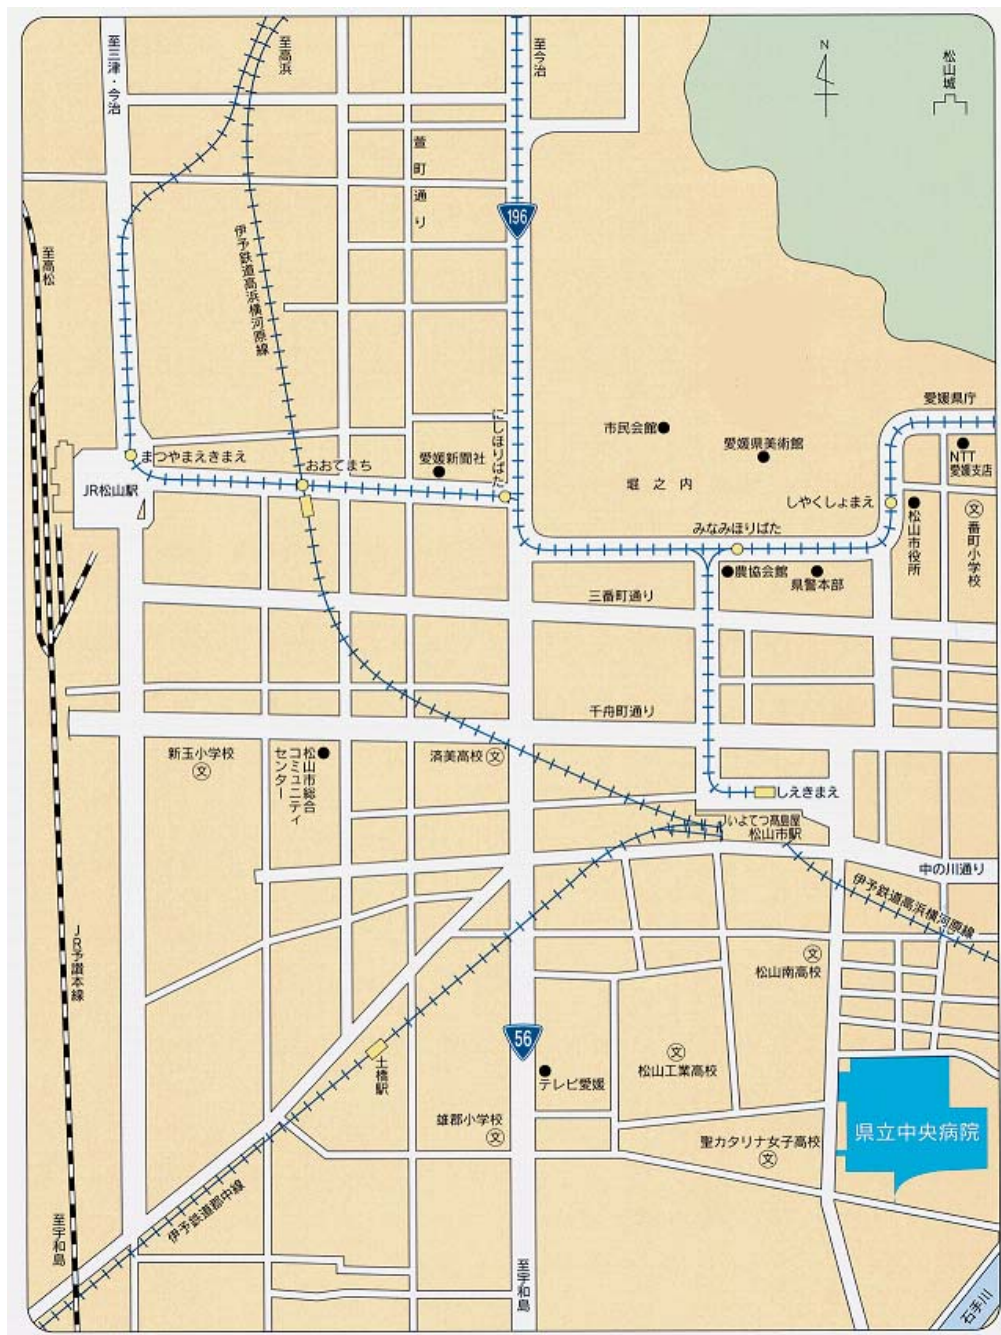 至三津・今治
至高浜
至今治
N
松山城
萱町通り
196
至高松
伊予鉄道高浜横河原線
愛媛県庁
にしほりばた
市民会館
愛媛県美術館
NTT
愛媛支店
まつやまえきまえ
おおてまち
愛媛新聞社
JR松山駅
堀之内
しやくしょまえ
松山市役所
文
番町小学校
みなみほりばた
農協会館
県警本部
三番町通り
千舟町通り
新玉小学校
文
松山市総合
コミュニティ
センター
済美高校
文
しえきまえ
いよてつ髙島屋
松山市駅
中の川通り
伊予鉄道高浜横河原線
JR予讃本線
文
松山南高校
56
土橋駅
テレビ愛媛
文
松山工業高校
雄郡小学校
文
聖カタリナ女子高校
文
県立中央病院
伊予鉄道郡中線
至宇和島
至宇和島
石手川